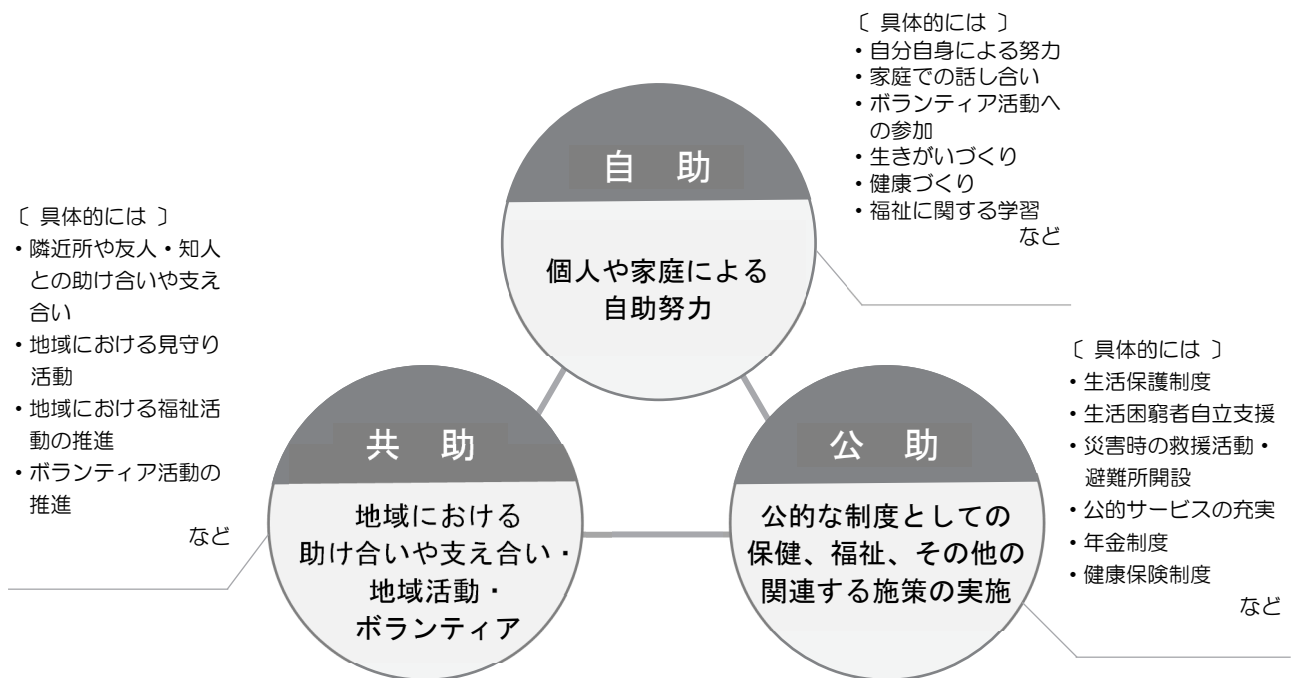 〔 具体的には 〕
・自分自身による努力
・家庭での話し合い
・ボランティア活動へ
の参加
・生きがいづくり
・健康づくり
・福祉に関する学習
など
自 助
個人や家庭による
自助努力
〔 具体的には 〕
・隣近所や友人・知人
との助け合いや支え
合い
・地域における見守り
活動
・地域における福祉活
動の推進
・ボランティア活動の
推進
など
共 助
地域における
助け合いや支え合い・
地域活動・
ボランティア
公 助
公的な制度としての
保健、福祉、その他の
関連する施策の実施
〔 具体的には 〕
・生活保護制度
・生活困窮者自立支援
・災害時の救援活動・
避難所開設
・公的サービスの充実
・年金制度
・健康保険制度
など